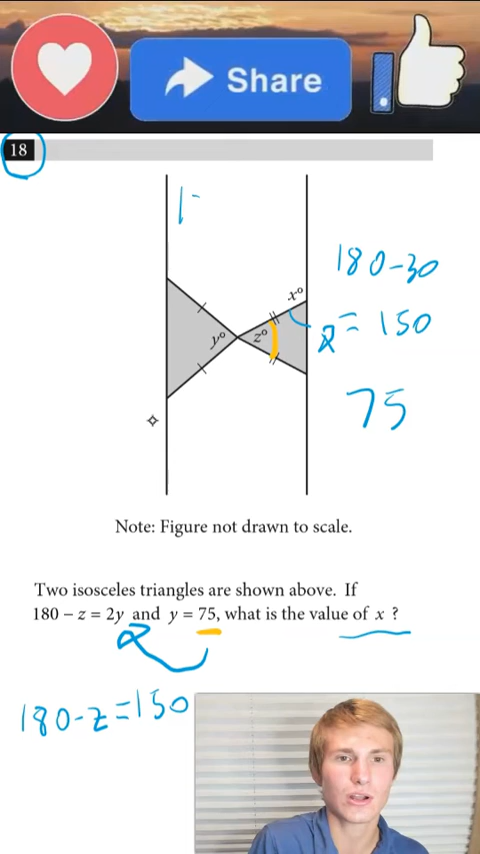 Share
18
1-
180-30
x°
y°
z°
2 = 150
75
Note: Figure not drawn to scale.
Two isosceles triangles are shown above. If
180 – z = 2y and y = 75, what is the value of x ?
180-z=150